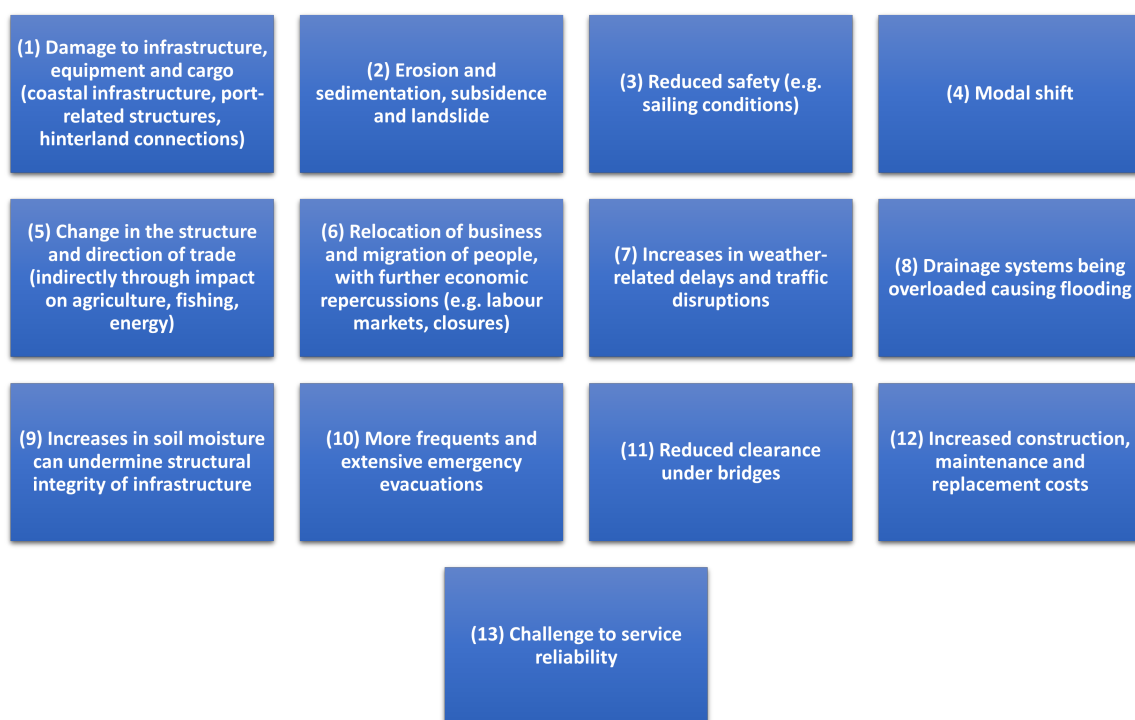 (1) Damage to infrastructure,
equipment and cargo
(coastal infrastructure, port-
related structures,
hinterland connections)
(2) Erosion and
sedimentation, subsidence
and landslide
(3) Reduced safety (e.g.
sailing conditions)
(4) Modal shift
(5) Change in the structure
and direction of trade
(indirectly through impact
on agriculture, fishing,
energy)
(6) Relocation of business
and migration of people,
with further economic
repercussions (e.g. labour
markets, closures)
(7) Increases in weather-
related delays and traffic
disruptions
(8) Drainage systems being
overloaded causing flooding
(9) Increases in soil moisture
can undermine structural
integrity of infrastructure
(10) More frequents and
extensive emergency
evacuations
(11) Reduced clearance
under bridges
(12) Increased construction,
maintenance and
replacement costs
(13) Challenge to service
reliability